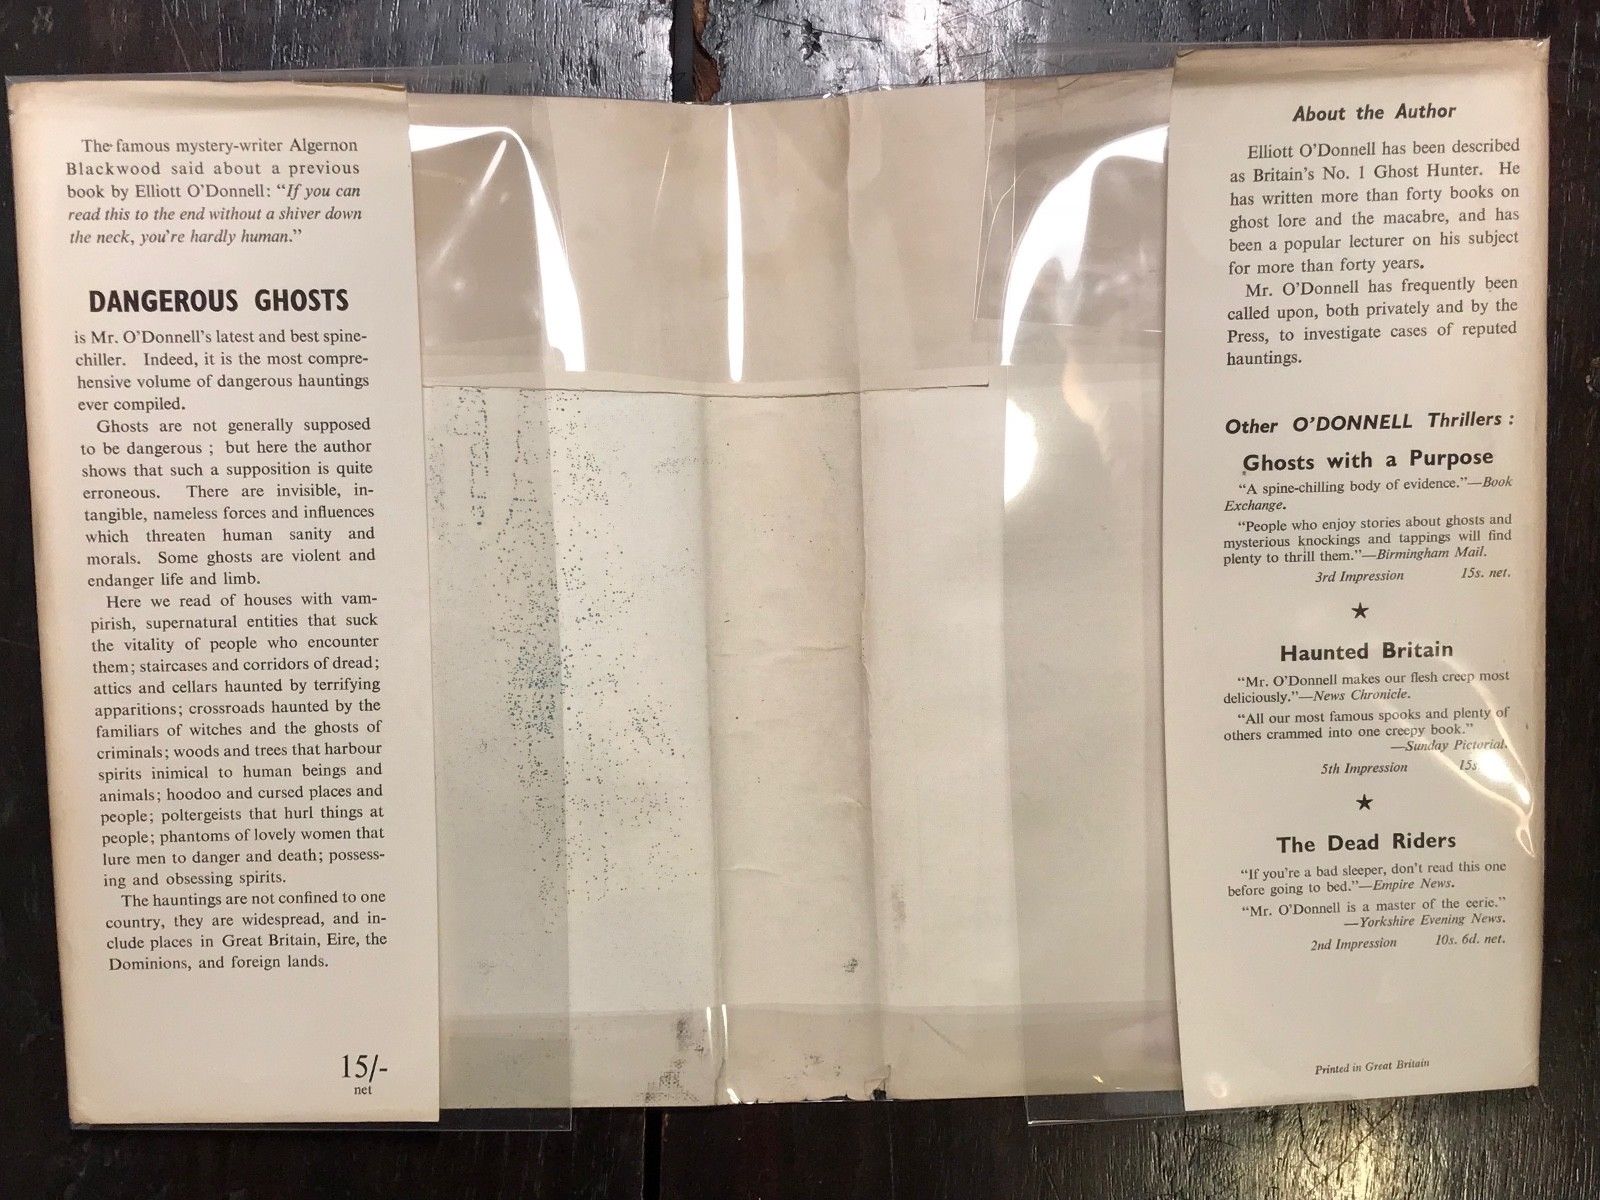 The famous mystery-writer Algernon
Blackwood said about a previous
book by Elliott O'Donnell: "If you can
read this to the end without a shiver down
the neck, you're hardly human."
DANGEROUS GHOSTS
is Mr. O'Donnell's latest and best spine-
chiller. Indeed, it is the most compre-
hensive volume of dangerous hauntings
ever compiled.
Ghosts are not generally supposed
to be dangerous; but here the author
shows that such a supposition is quite
erroneous. There are invisible, in-
tangible, nameless forces and influences
which threaten human sanity and
morals. Some ghosts are violent and
endanger life and limb.
Here we read of houses with vam-
pirish, supernatural entities that suck
the vitality of people who encounter
them; staircases and corridors of dread;
attics and cellars haunted by terrifying
apparitions; crossroads haunted by the
familiars of witches and the ghosts of
criminals; woods and trees that harbour
spirits inimical to human beings and
animals; hoodoo and cursed places and
people; poltergeists that hurl things at
people; phantoms of lovely women that
lure men to danger and death; possess-
ing and obsessing spirits.
The hauntings are not confined to one
country, they are widespread, and in-
clude places in Great Britain, Eire, the
Dominions, and foreign lands.
15/-
net
About the Author
Elliott O'Donnell has been described
as Britain's No. 1 Ghost Hunter. He
has written more than forty books on
ghost lore and the macabre, and has
been a popular lecturer on his subject
for more than forty years.
Mr. O'Donnell has frequently been
called upon, both privately and by the
Press, to investigate cases of reputed
hauntings.
Other O'DONNELL Thrillers:
Ghosts with a Purpose
"A spine-chilling body of evidence."—Book
Exchange.
"People who enjoy stories about ghosts and
mysterious knockings and tappings will find
plenty to thrill them."—Birmingham Mail.
3rd Impression 15s. net.
★
Haunted Britain
"Mr. O'Donnell makes our flesh creep most
deliciously."—News Chronicle.
"All our most famous spooks and plenty of
others crammed into one creepy book."
—Sunday Pictorial.
5th Impression 15s.
★
The Dead Riders
"If you're a bad sleeper, don't read this one
before going to bed."—Empire News.
"Mr. O'Donnell is a master of the eerie."
—Yorkshire Evening News.
2nd Impression 10s. 6d. net.
Printed in Great Britain